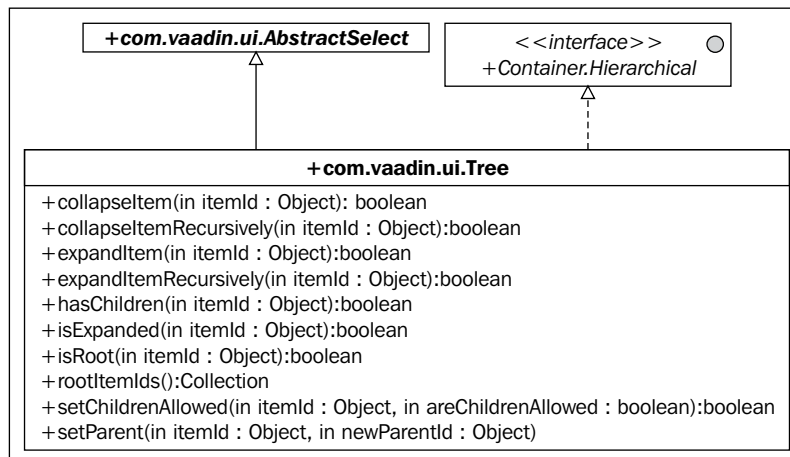 +com.vaadin.ui.AbstractSelect
<<interface>>
+Container.Hierarchical
+com.vaadin.ui.Tree
+collapseItem(in itemId : Object): boolean
+collapseItemRecursively(in itemId : Object):boolean
+expandItem(in itemId : Object):boolean
+expandItemRecursively(in itemId : Object):boolean
+hasChildren(in itemId : Object):boolean
+isExpanded(in itemId : Object):boolean
+isRoot(in itemId : Object):boolean
+rootItemIds():Collection
+setChildrenAllowed(in itemId : Object, in areChildrenAllowed : boolean):boolean
+setParent(in itemId : Object, in newParentId : Object)